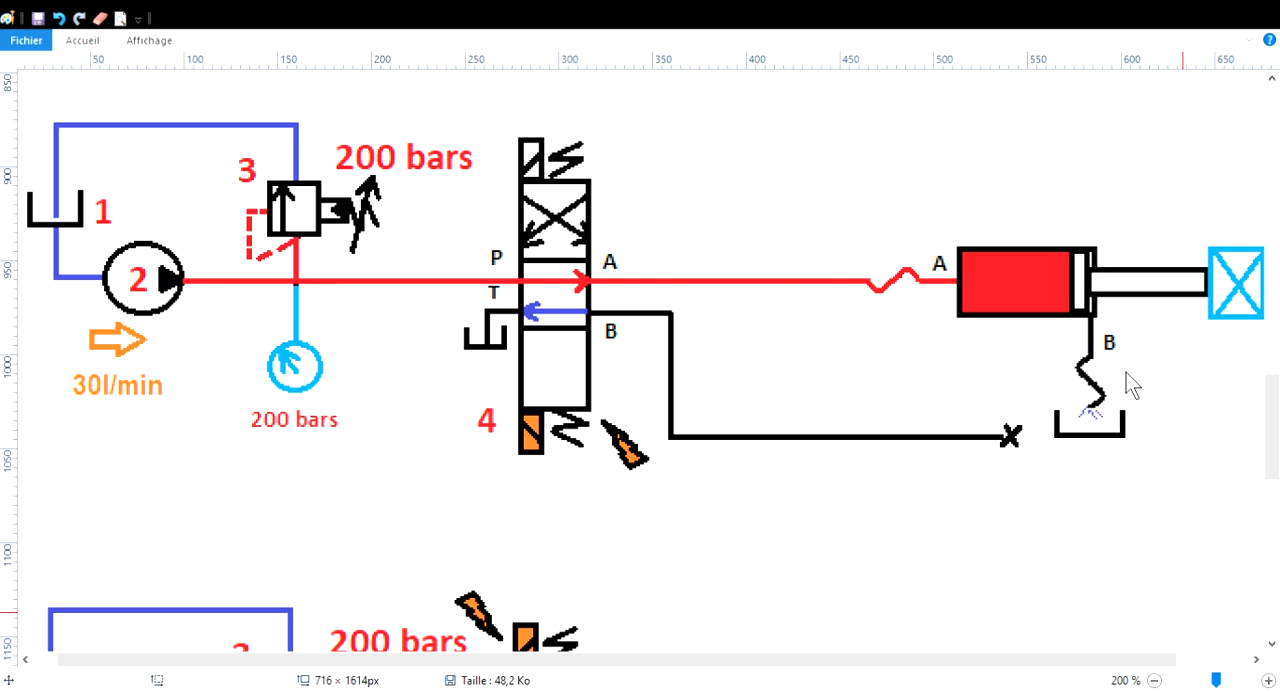 Fichier Accueil Affichage
50 100 150 200 250 300 350 400 450 500 550 600 650
850
900
950
1000
1050
1100
1150
3 200 bars
1
2
P A A
T
B B
30l/min
200 bars
4
200 bars
716 × 1614px Taille : 48,2 Ko 200 %